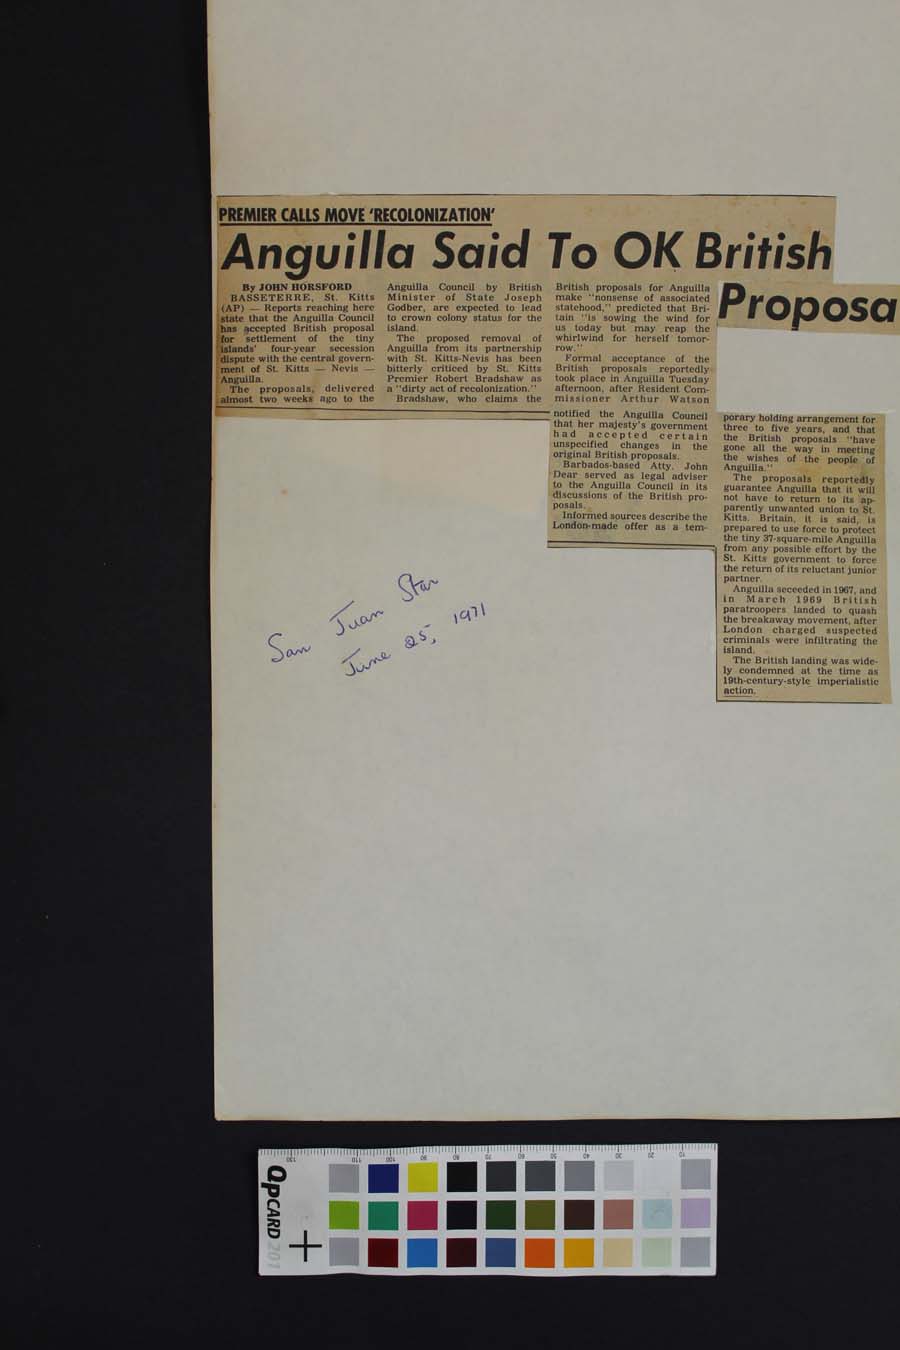 PREMIER CALLS MOVE 'RECOLONIZATION'
Anguilla Said To OK British
Proposa
By JOHN HORSFORD
BASSETERRE, St. Kitts
(AP) — Reports reaching here
state that the Anguilla Council
has accepted British proposal
for settlement of the tiny
islands' four-year secession
dispute with the central govern-
ment of St. Kitts — Nevis —
Anguilla.
The proposals, delivered
almost two weeks ago to the
Anguilla Council by British
Minister of State Joseph
Godber, are expected to lead
to crown colony status for the
island.
The proposed removal of
Anguilla from its partnership
with St. Kitts-Nevis has been
bitterly criticed by St. Kitts
Premier Robert Bradshaw as
a "dirty act of recolonization."
Bradshaw, who claims the
British proposals for Anguilla
make "nonsense of associated
statehood," predicted that Bri-
tain "is sowing the wind for
us today but may reap the
whirlwind for herself tomor-
row."
Formal acceptance of the
British proposals reportedly
took place in Anguilla Tuesday
afternoon, after Resident Com-
missioner Arthur Watson
notified the Anguilla Council
that her majesty's government
had accepted certain
unspecified changes in the
original British proposals.
Barbados-based Atty. John
Dear served as legal adviser
to the Anguilla Council in its
discussions of the British pro-
posals.
Informed sources describe the
London-made offer as a tem-
porary holding arrangement for
three to five years, and that
the British proposals "have
gone all the way in meeting
the wishes of the people of
Anguilla."
The proposals reportedly
guarantee Anguilla that it will
not have to return to its ap-
parently unwanted union to St.
Kitts. Britain, it is said, is
prepared to use force to protect
the tiny 37-square-mile Anguilla
from any possible effort by the
St. Kitts government to force
the return of its reluctant junior
partner.
Anguilla seceeded in 1967, and
in March 1969 British
paratroopers landed to quash
the breakaway movement, after
London charged suspected
criminals were infiltrating the
island.
The British landing was wide-
ly condemned at the time as
19th-century-style imperialistic
action.
San Juan Star
June 25, 1971
QPCARD 201
130 110 100 90 80 70 60 50 40 30 20 10